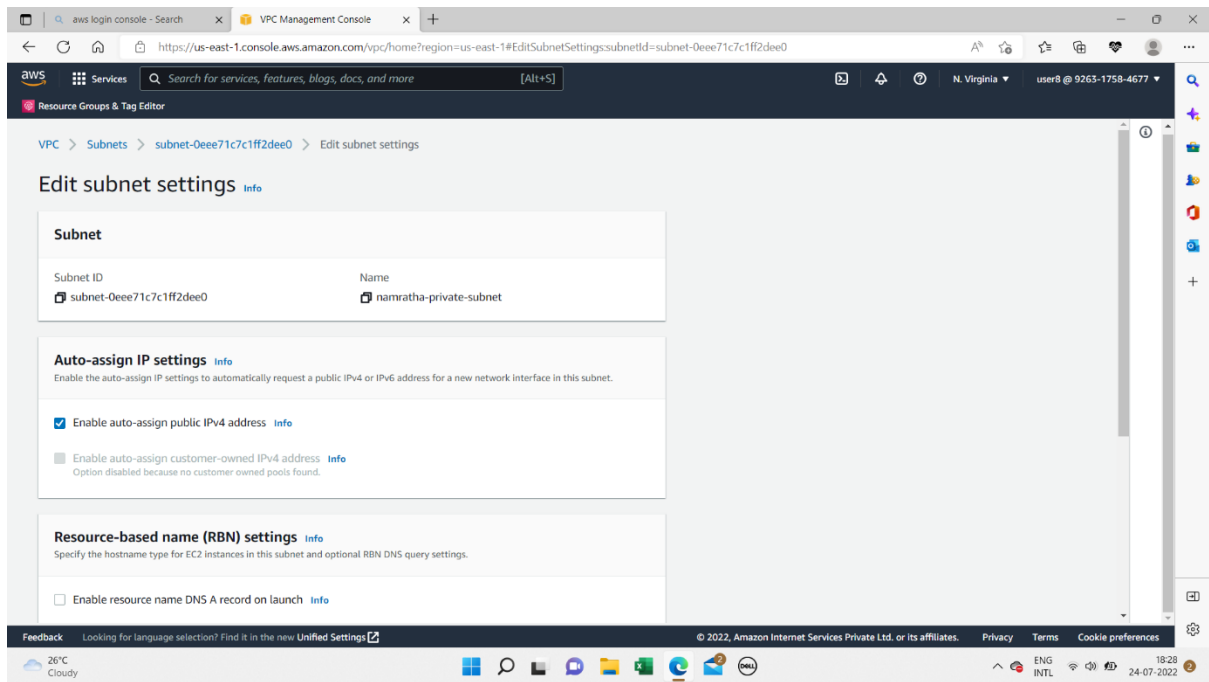 aws login console - Search
VPC Management Console
https://us-east-1.console.aws.amazon.com/vpc/home?region=us-east-1#EditSubnetSettings:subnetId=subnet-0eee71c7c1ff2dee0
aws
Services
Search for services, features, blogs, docs, and more
[Alt+S]
N. Virginia ▼
user8 @ 9263-1758-4677 ▼
Resource Groups & Tag Editor
VPC > Subnets > subnet-0eee71c7c1ff2dee0 > Edit subnet settings
Edit subnet settings Info
Subnet
Subnet ID
Name
subnet-0eee71c7c1ff2dee0
namratha-private-subnet
Auto-assign IP settings Info
Enable the auto-assign IP settings to automatically request a public IPv4 or IPv6 address for a new network interface in this subnet.
Enable auto-assign public IPv4 address Info
Enable auto-assign customer-owned IPv4 address Info
Option disabled because no customer owned pools found.
Resource-based name (RBN) settings Info
Specify the hostname type for EC2 instances in this subnet and optional RBN DNS query settings.
Enable resource name DNS A record on launch Info
Feedback
Looking for language selection? Find it in the new Unified Settings
© 2022, Amazon Internet Services Private Ltd. or its affiliates.
Privacy
Terms
Cookie preferences
26°C
Cloudy
2
DELL
ENG
INTL
18:28
24-07-2022
2